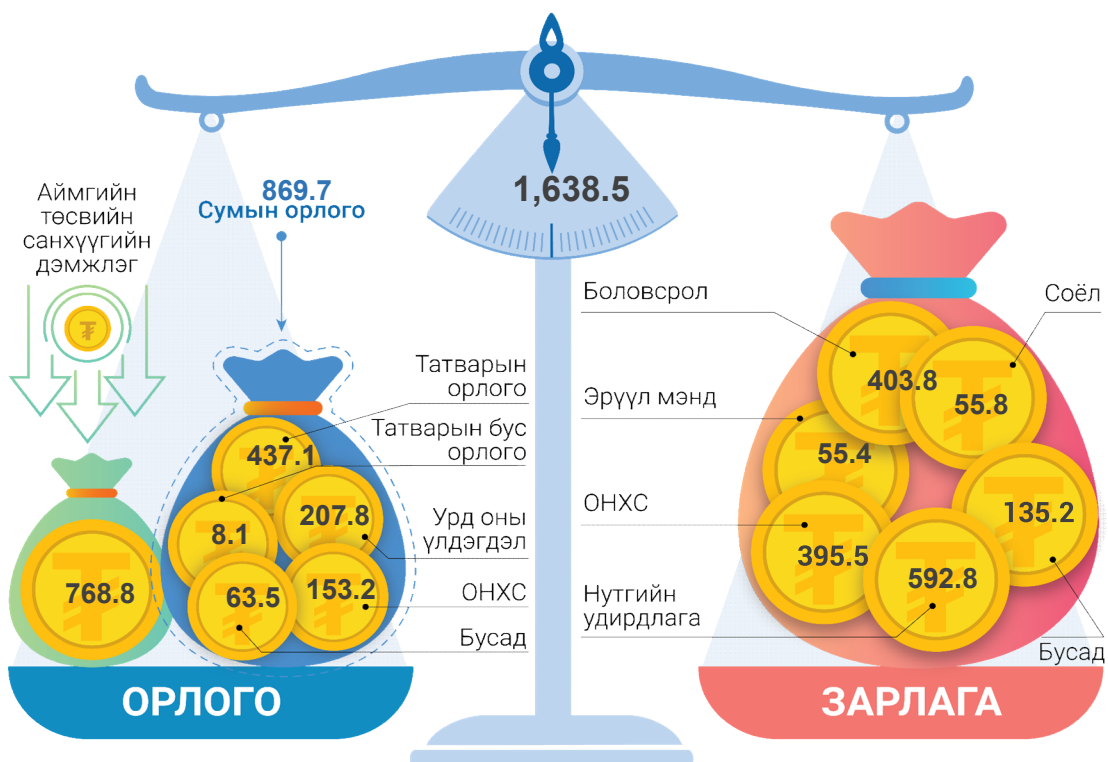 1,638.5
869.7
Сумын орлого
Аймгийн
төсвийн
санхүүгийн
дэмжлэг
₮
768.8
Татварын
орлого
437.1
Татварын бус
орлого
8.1
Урд оны
үлдэгдэл
207.8
ОНХС
153.2
Бусад
63.5
ОРЛОГО
Боловсрол
403.8
Соёл
55.8
Эрүүл мэнд
55.4
ОНХС
395.5
Нутгийн
удирдлага
592.8
135.2
Бусад
ЗАРЛАГА